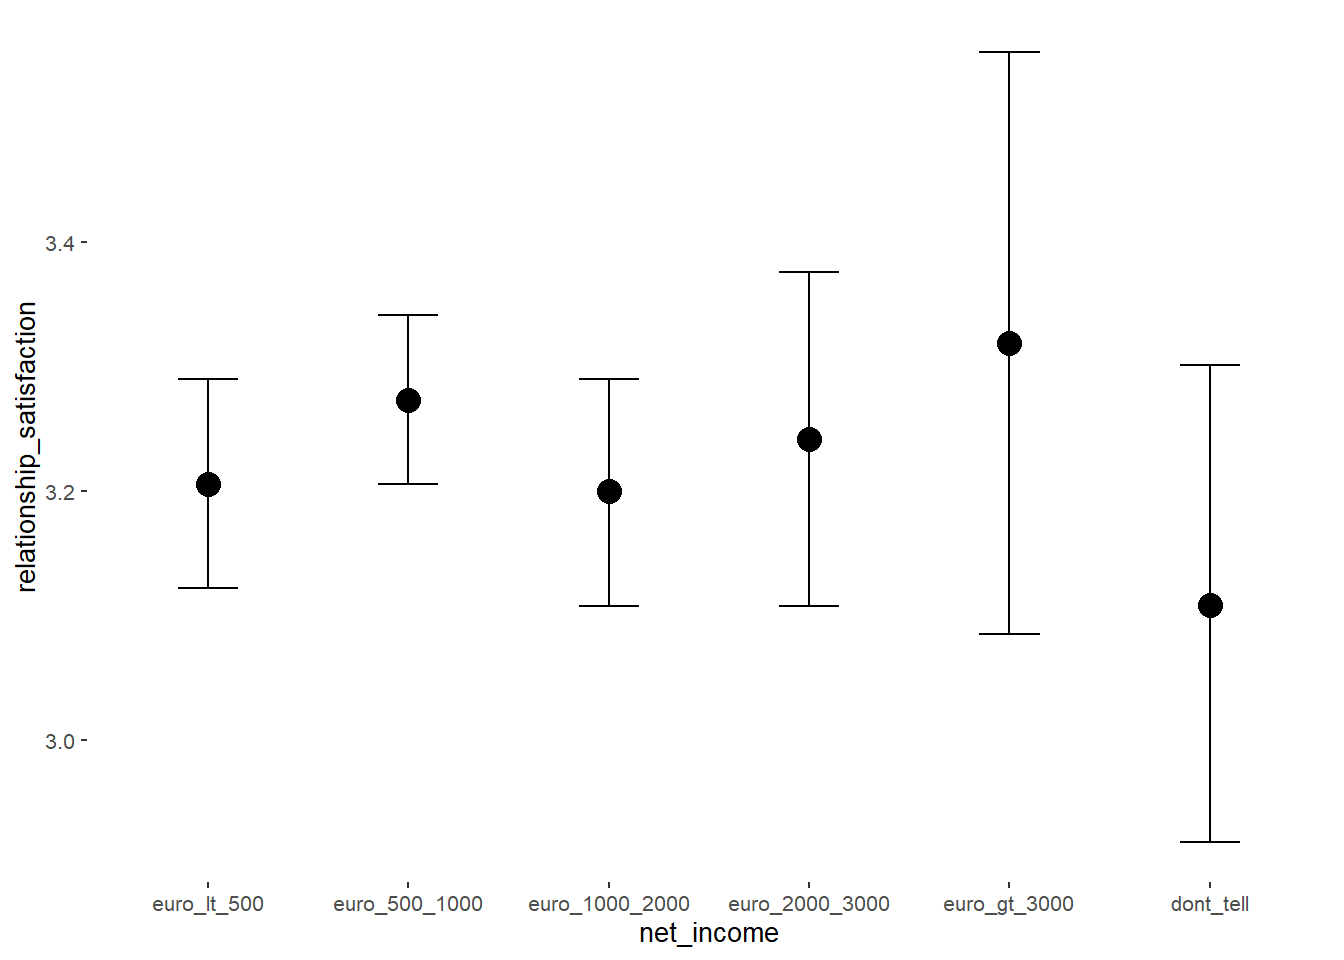 relationship_satisfaction
3.4
3.2
3.0
euro_lt_500 euro_500_1000 euro_1000_2000 euro_2000_3000 euro_gt_3000 dont_tell
net_income